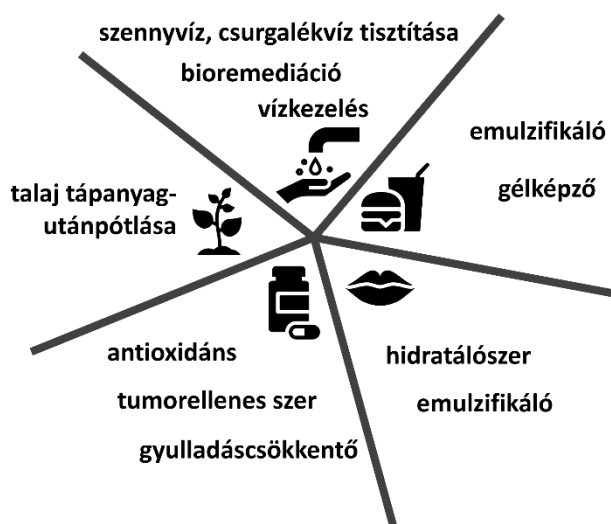 szennyvíz, csurgalékvíz tisztítása
bioremediáció
vízkezelés
emulzifikáló
gélképző
talaj tápanyag-
utánpótlása
antioxidáns
tumorellenes szer
gyulladáscsökkentő
hidratálószer
emulzifikáló